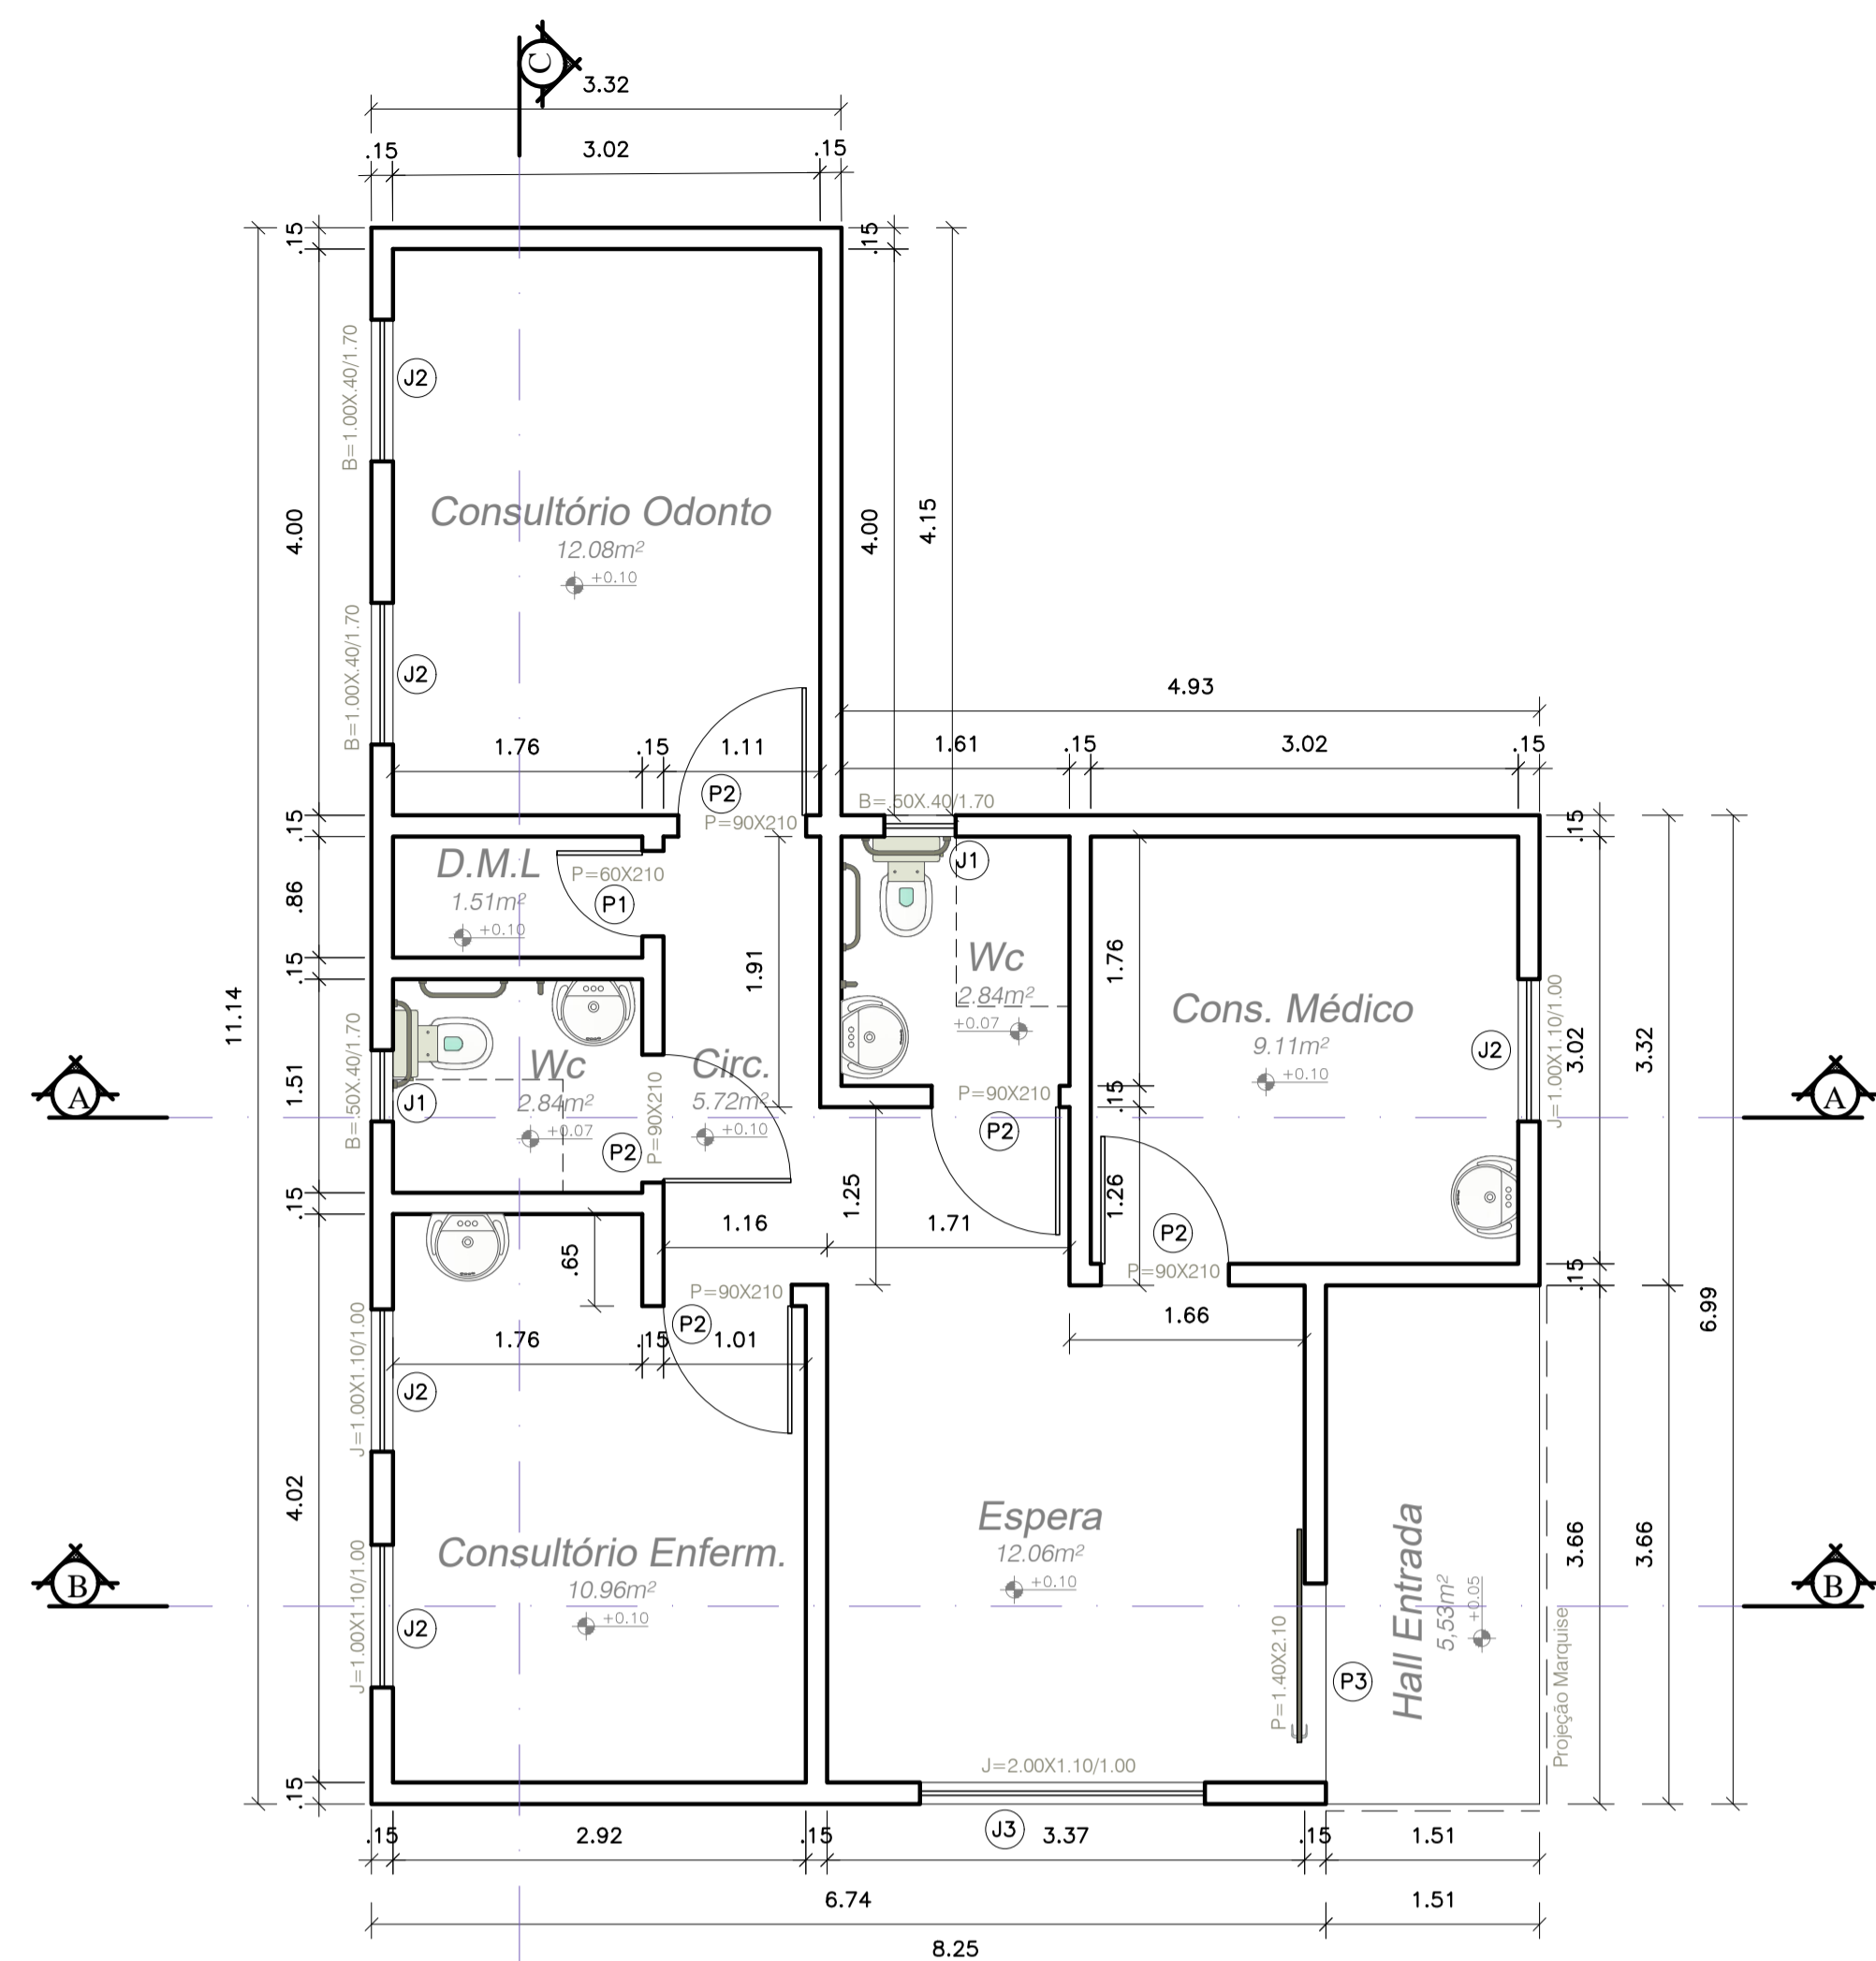 C
3.32
.15
3.02
.15
.15
.15
B=1.00X.40/1.70
J2
4.00
Consultório Odonto
12.08m²
+0.10
4.00
4.15
B=1.00X.40/1.70
J2
4.93
1.76
.15
1.11
1.61
.15
3.02
.15
P2
P=90X210
B=.50X.40/1.70
.15
.15
D.M.L
1.51m²
+0.10
P=60X210
P1
J1
.86
.15
1.91
Wc
2.84m²
+0.07
1.76
Cons. Médico
9.11m²
+0.10
J2
J=1.00X1.10/1.00
3.02
3.32
11.14
B=.50X.40/1.70
1.51
J1
Wc
2.84m²
+0.07
P2
P=90X210
Circ.
5.72m²
+0.10
P=90X210
P2
.15
A
A
.15
1.16
1.25
1.71
1.26
P2
P=90X210
.15
.65
P=90X210
P2
1.76
.15
1.01
1.66
6.99
J=1.00X1.10/1.00
J2
4.02
Consultório Enferm.
10.96m²
+0.10
Espera
12.06m²
+0.10
Hall Entrada
5,53m²
+0.05
3.66
3.66
B
B
J=1.00X1.10/1.00
J2
P=1.40X2.10
P3
Projeção Marquise
J=2.00X1.10/1.00
.15
.15
2.92
.15
J3
3.37
.15
1.51
6.74
1.51
8.25